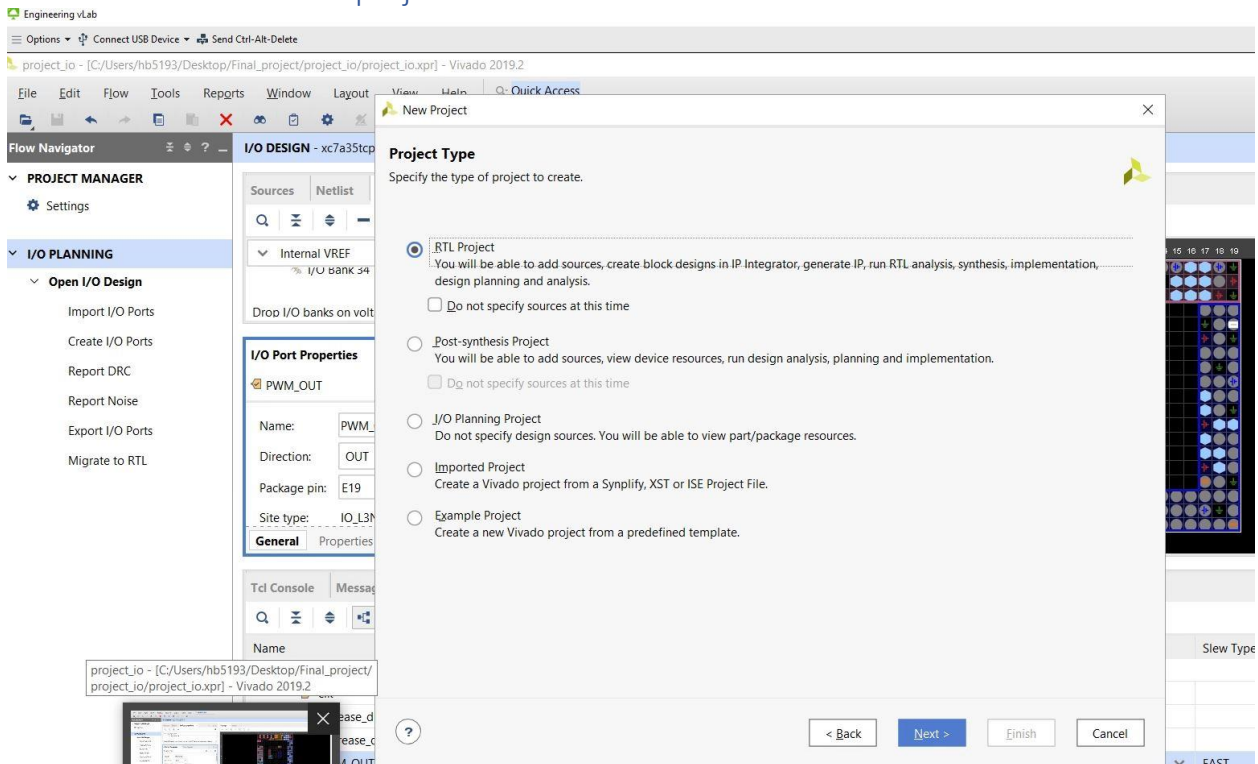 Engineering vLab
Options Connect USB Device Send Ctrl-Alt-Delete
project_io - [C:/Users/hb5193/Desktop/Final_project/project_io/project_io.xpr] - Vivado 2019.2
File Edit Flow Tools Reports Window Layout View Help Quick Access
Flow Navigator
PROJECT MANAGER
Settings
I/O PLANNING
Open I/O Design
Import I/O Ports
Create I/O Ports
Report DRC
Report Noise
Export I/O Ports
Migrate to RTL
I/O DESIGN - xc7a35tcp
Sources Netlist
Internal VREF
I/O Bank 34
Drop I/O banks on volt
I/O Port Properties
PWM_OUT
Name: PWM_
Direction: OUT
Package pin: E19
Site type: IO_L3N
General Properties
Tcl Console Messag
Name
Slew Type
project_io - [C:/Users/hb5193/Desktop/Final_project/
project_io/project_io.xpr] - Vivado 2019.2
ease_d
ease_c
M_OUT
EAST
New Project
Project Type
Specify the type of project to create.
RTL Project
You will be able to add sources, create block designs in IP Integrator, generate IP, run RTL analysis, synthesis, implementation,
design planning and analysis.
Do not specify sources at this time
Post-synthesis Project
You will be able to add sources, view device resources, run design analysis, planning and implementation.
Do not specify sources at this time
I/O Planning Project
Do not specify design sources. You will be able to view part/package resources.
Imported Project
Create a Vivado project from a Synplify, XST or ISE Project File.
Example Project
Create a new Vivado project from a predefined template.
? < Back Next > Finish Cancel
15 16 17 18 19